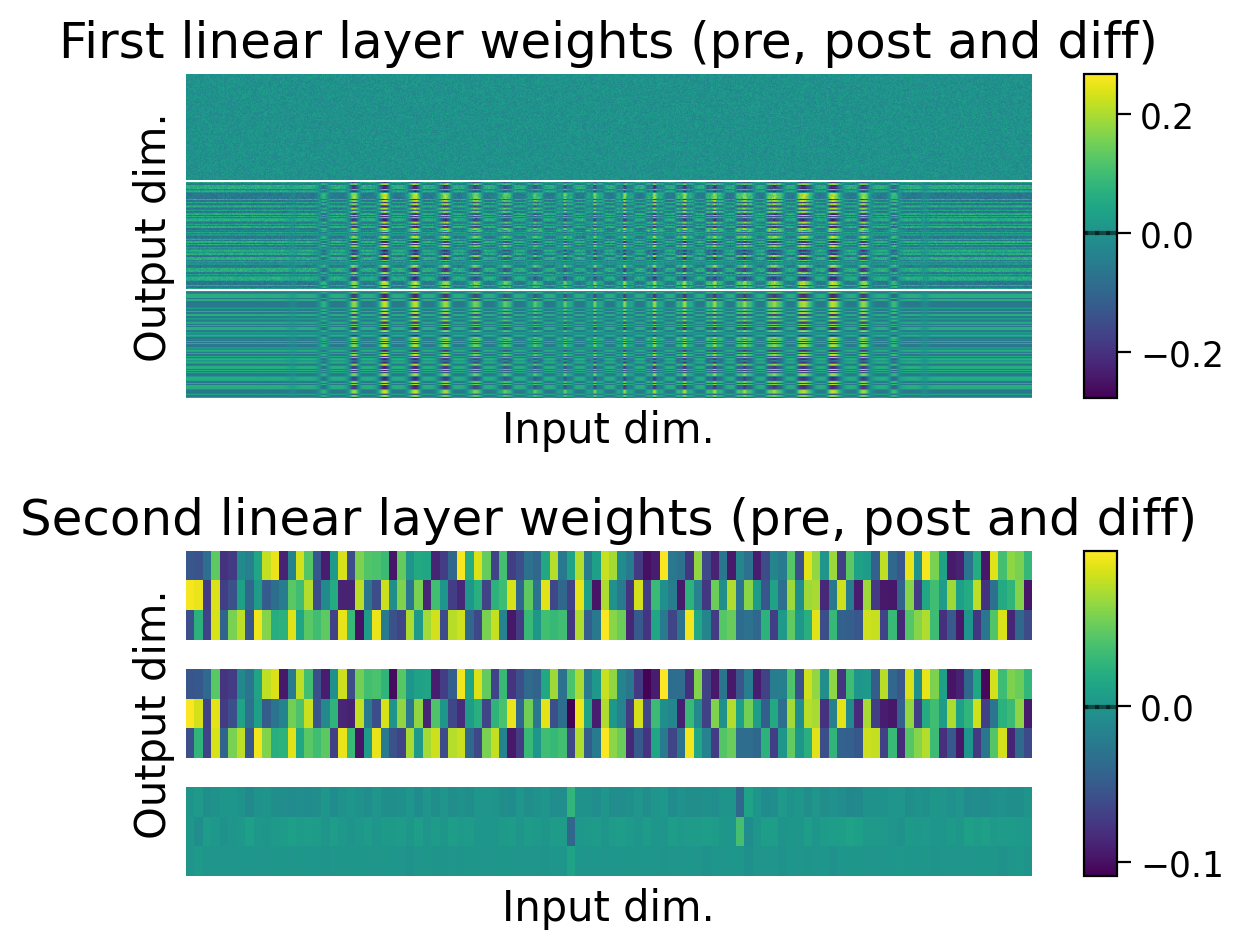 First linear layer weights (pre, post and diff)
Output dim.
0.2
0.0
−0.2
Input dim.
Second linear layer weights (pre, post and diff)
Output dim.
0.0
−0.1
Input dim.